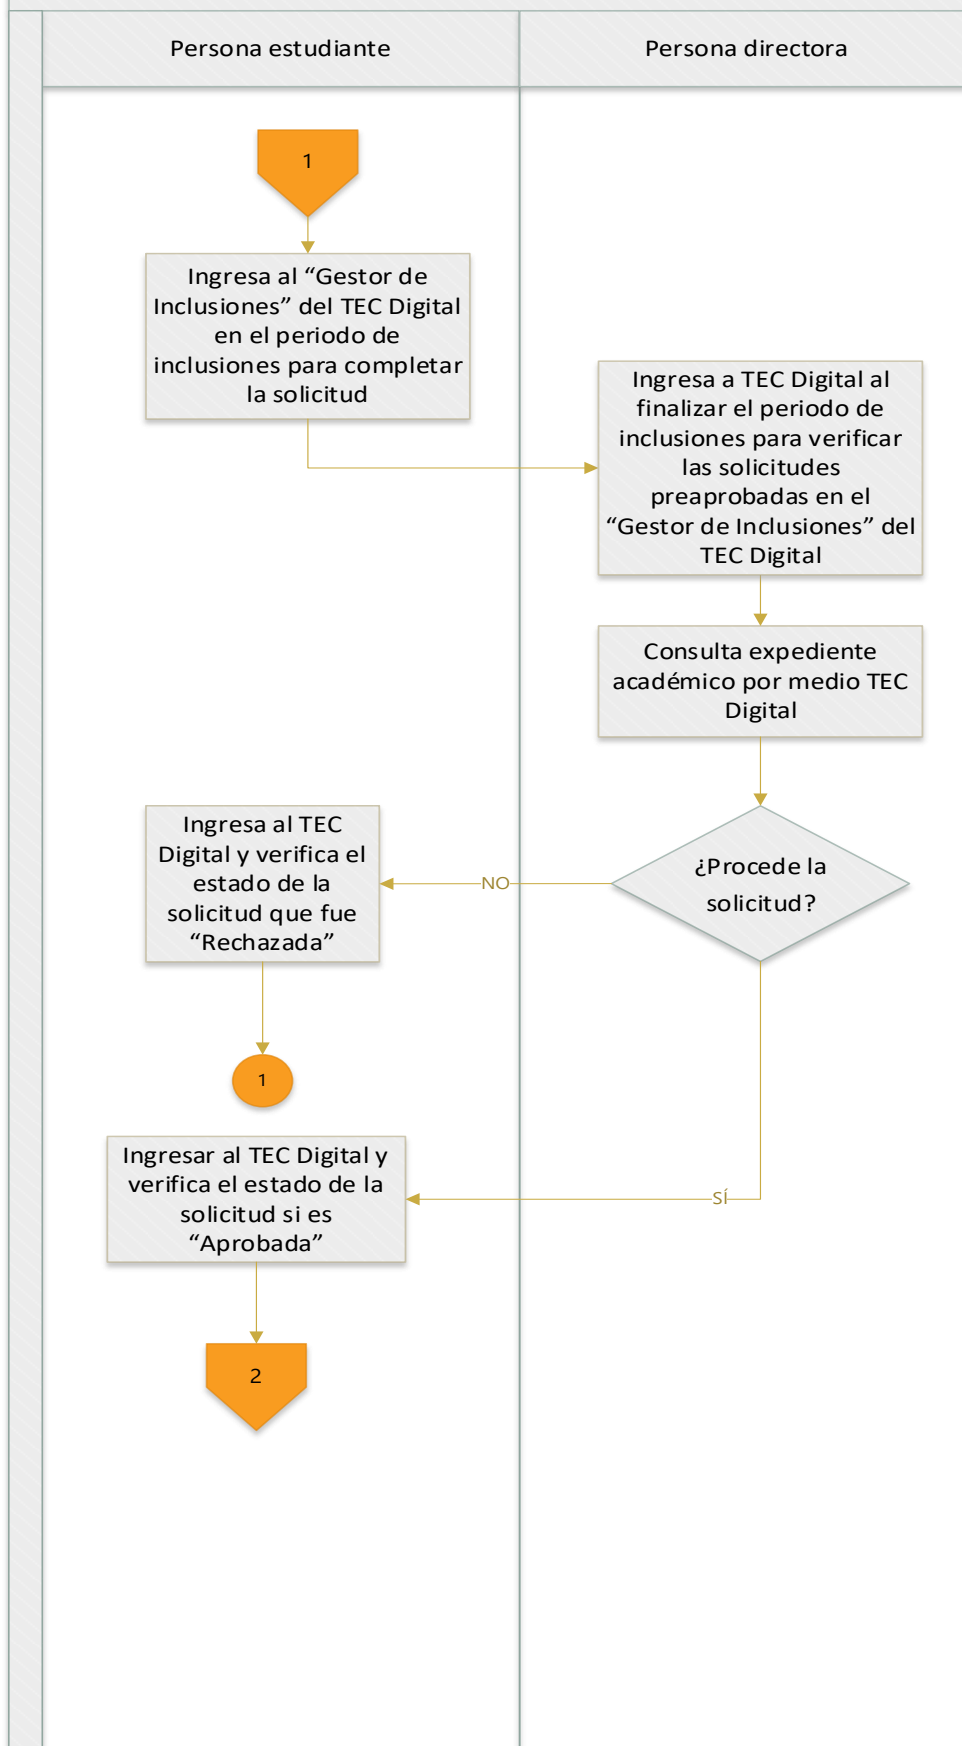 Persona estudiante
Persona directora
1
Ingresa al “Gestor de
Inclusiones” del TEC Digital
en el periodo de
inclusiones para completar
la solicitud
Ingresa a TEC Digital al
finalizar el periodo de
inclusiones para verificar
las solicitudes
preaprobadas en el
“Gestor de Inclusiones” del
TEC Digital
Consulta expediente
académico por medio TEC
Digital
¿Procede la
solicitud?
NO
Ingresa al TEC
Digital y verifica el
estado de la
solicitud que fue
“Rechazada”
1
SÍ
Ingresar al TEC Digital y
verifica el estado de la
solicitud si es
“Aprobada”
2